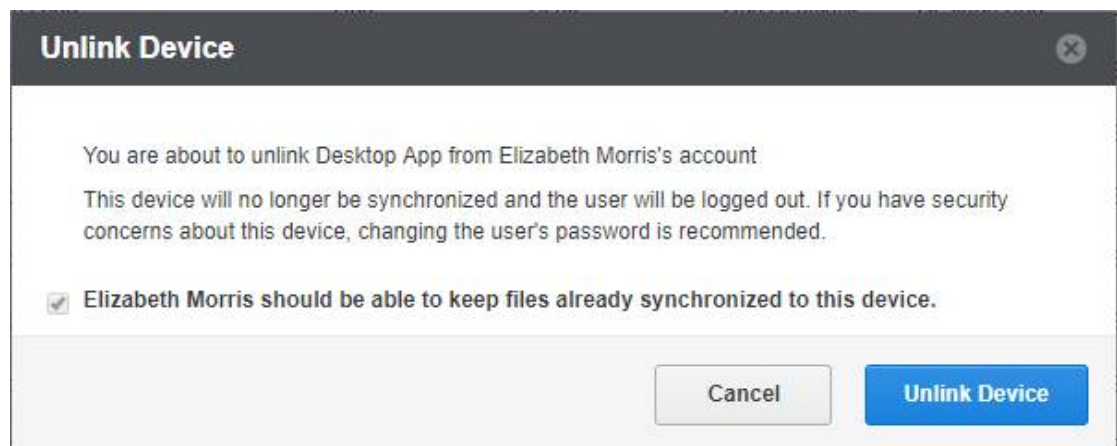 Unlink Device
You are about to unlink Desktop App from Elizabeth Morris's account
This device will no longer be synchronized and the user will be logged out. If you have security
concerns about this device, changing the user's password is recommended.
Elizabeth Morris should be able to keep files already synchronized to this device.
Cancel
Unlink Device